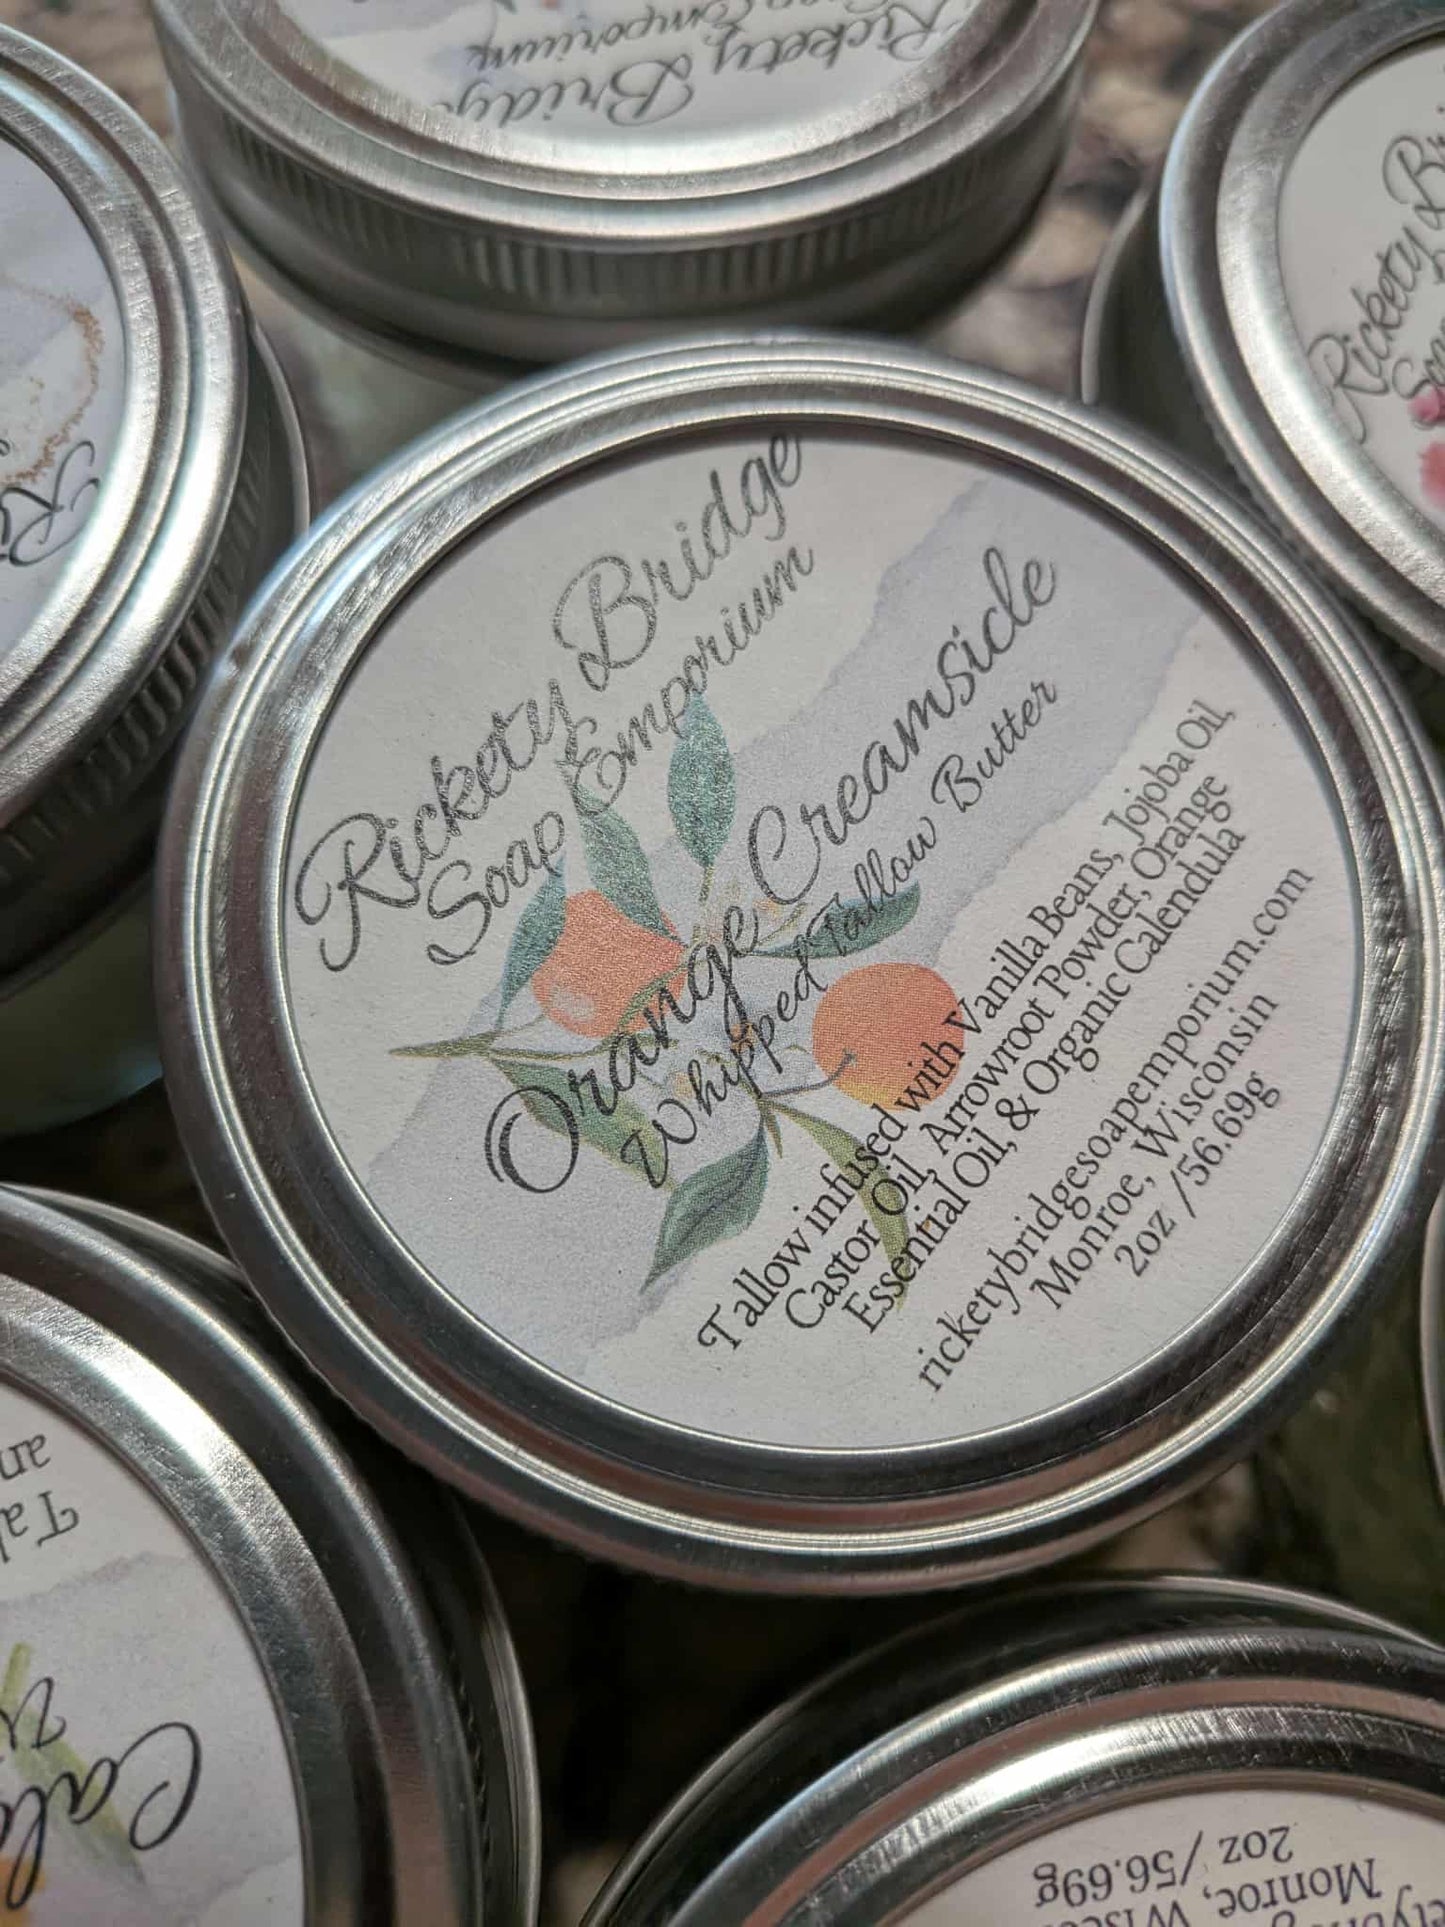 Rickety Bridge
Soap Emporium
Orange Creamsicle
Whipped Tallow Butter
Tallow infused with Vanilla Beans, Jojoba Oil,
Castor Oil, Arrowroot Powder, Orange
Essential Oil, & Organic Calendula
ricketybridgesoapemporium.com
Monroe, Wisconsin
2oz /56.69g
Rickety
Emporium
Rickety
Monroe,
2oz /56.69g